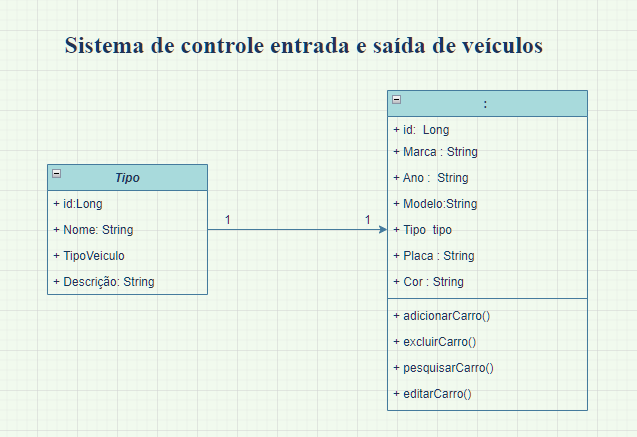 Sistema de controle entrada e saída de veículos
Tipo
+ id:Long
+ Nome: String
+ TipoVeiculo
+ Descrição: String
1
1
:
+ id:  Long
+ Marca : String
+ Ano :  String
+ Modelo:String
+ Tipo  tipo
+ Placa : String
+ Cor : String
+ adicionarCarro()
+ excluirCarro()
+ pesquisarCarro()
+ editarCarro()